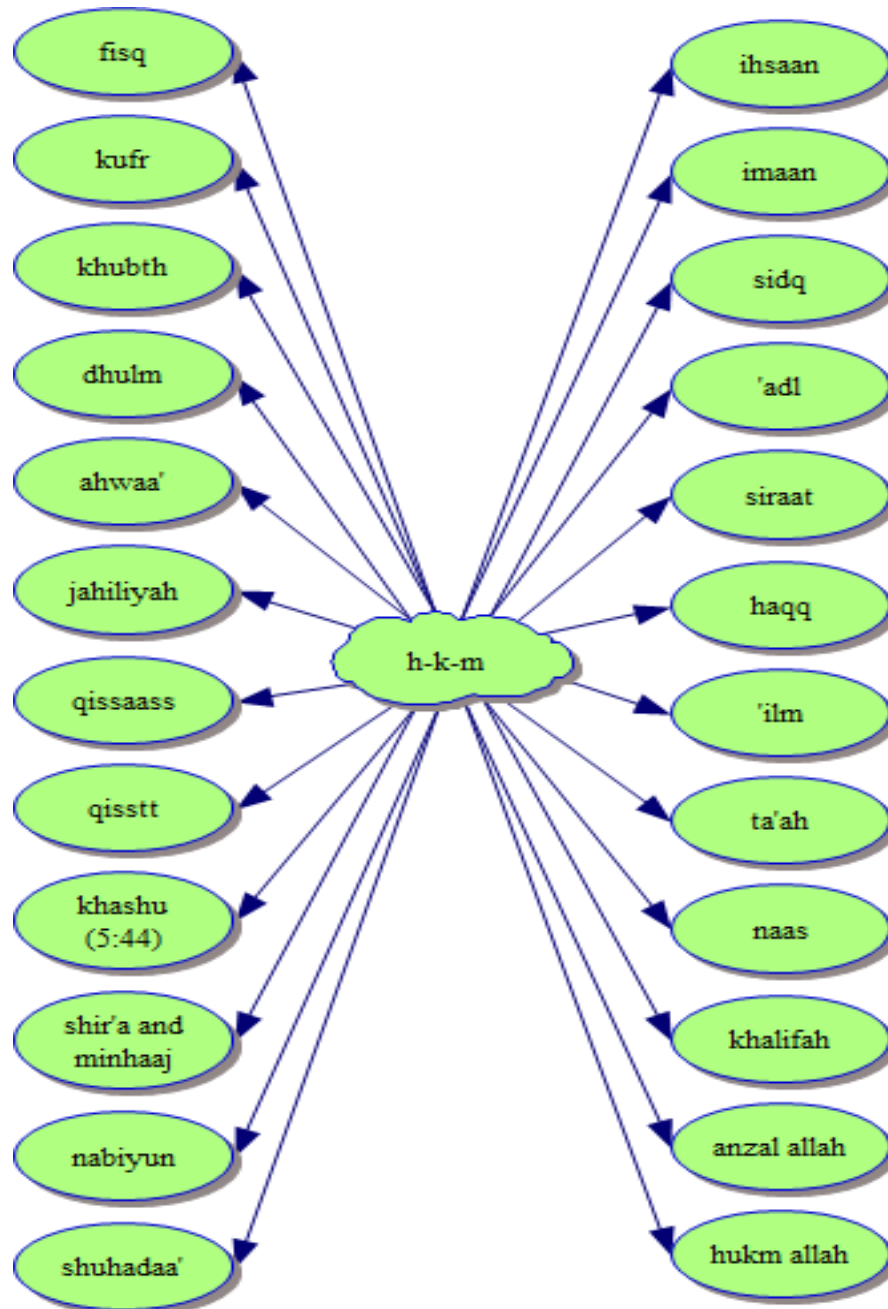 fisq
kufr
khubth
dhulm
ahwaa'
jahiliyah
qissaass
qisstt
khashu
(5:44)
shir'a and
minhaaj
nabiyun
shuhadaa'
h-k-m
ihsaan
imaan
sidq
'adl
siraat
haqq
'ilm
ta'ah
naas
khalifah
anzal allah
hukm allah